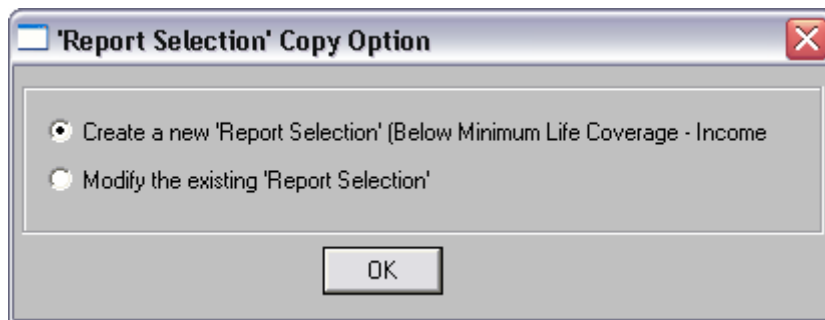 'Report Selection' Copy Option
Create a new 'Report Selection' (Below Minimum Life Coverage - Income
Modify the existing 'Report Selection'
OK